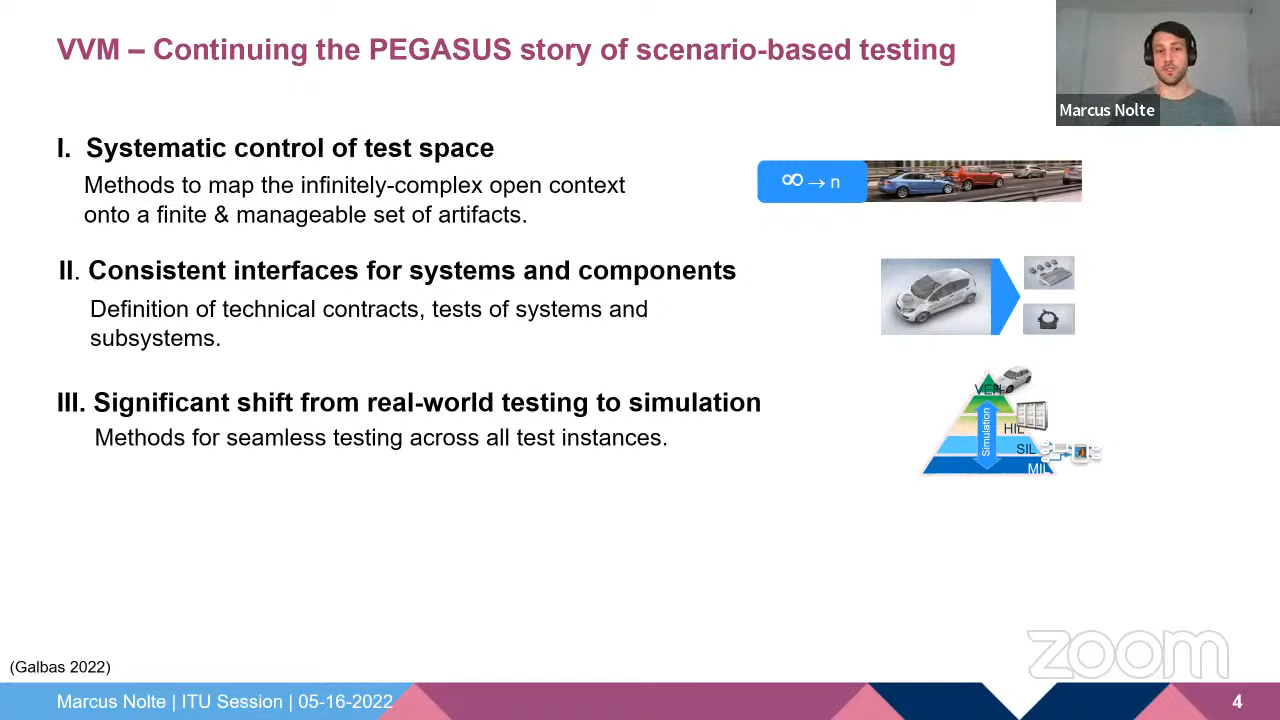 VVM – Continuing the PEGASUS story of scenario-based testing
Marcus Nolte
I. Systematic control of test space
Methods to map the infinitely-complex open context
onto a finite & manageable set of artifacts.
∞ → n
II. Consistent interfaces for systems and components
Definition of technical contracts, tests of systems and
subsystems.
III. Significant shift from real-world testing to simulation
Methods for seamless testing across all test instances.
Simulation
HIL
SIL
MIL
(Galbas 2022)
zoom
Marcus Nolte | ITU Session | 05-16-2022
4